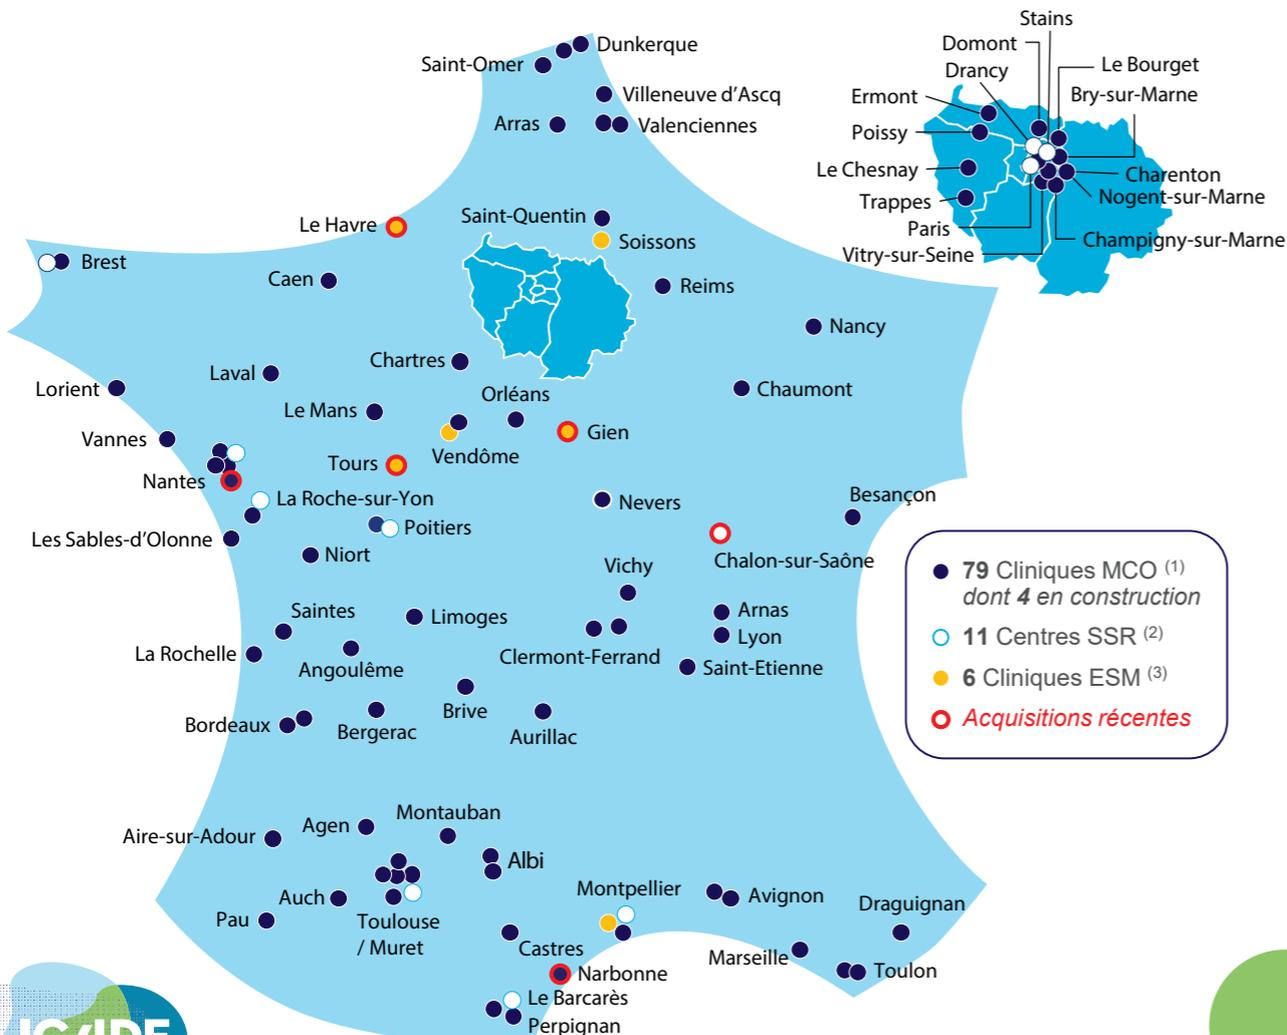 Stains
Domont
Drancy
Le Bourget
Bry-sur-Marne
Ermont
Poissy
Le Chesnay
Trappes
Paris
Vitry-sur-Seine
Charenton
Nogent-sur-Marne
Champigny-sur-Marne
Dunkerque
Saint-Omer
Villeneuve d’Ascq
Arras
Valenciennes
Le Havre
Saint-Quentin
Soissons
Brest
Caen
Reims
Nancy
Chartres
Laval
Lorient
Chaumont
Orléans
Le Mans
Gien
Vannes
Vendôme
Tours
Nantes
La Roche-sur-Yon
Nevers
Besançon
Poitiers
Les Sables-d’Olonne
Niort
Chalon-sur-Saône
Vichy
79 Cliniques MCO (1)
dont 4 en construction
11 Centres SSR (2)
6 Cliniques ESM (3)
Acquisitions récentes
Saintes
Limoges
Arnas
Lyon
La Rochelle
Angoulême
Clermont-Ferrand
Saint-Etienne
Brive
Bordeaux
Bergerac
Aurillac
Montauban
Agen
Aire-sur-Adour
Albi
Montpellier
Auch
Avignon
Draguignan
Pau
Toulouse
/ Muret
Castres
Marseille
Narbonne
Toulon
Le Barcarès
Perpignan
ICADE